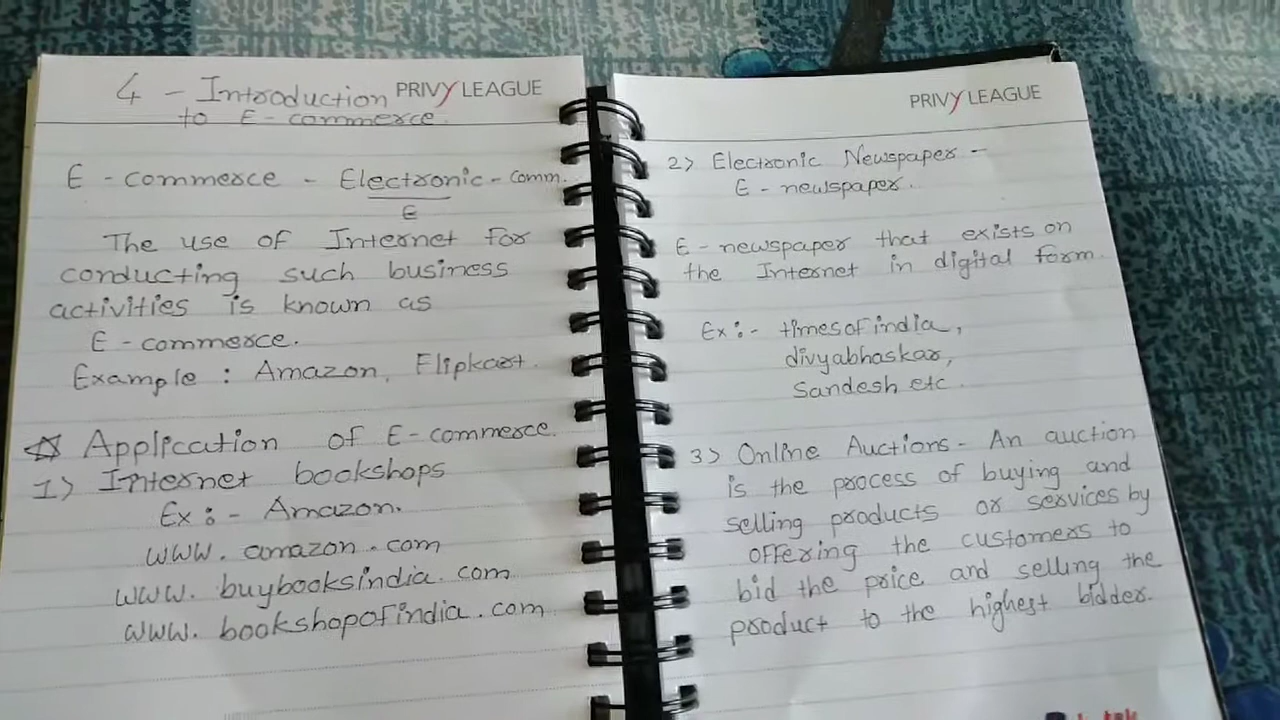 4 - Introduction PRIVYLEAGUE
to E-commerce.
E - commerce - Electronic - comm.
E
The use of Internet for
conducting such business
activities is known as
E - commerce.
Example : Amazon, Flipkart.
☆ Application of E-commerce.
1) Internet bookshops
Ex :- Amazon.
www.amazon.com
www.buybooksindia.com
www.bookshopofindia.com
PRIVYLEAGUE
2) Electronic Newspaper -
E - newspaper.
E - newspaper that exists on
the Internet in digital form.
Ex :- timesofindia,
divyabhaskar,
Sandesh etc.
3) Online Auctions - An auction
is the process of buying and
selling products or services by
offering the customers to
bid the price and selling the
product to the highest bidder.